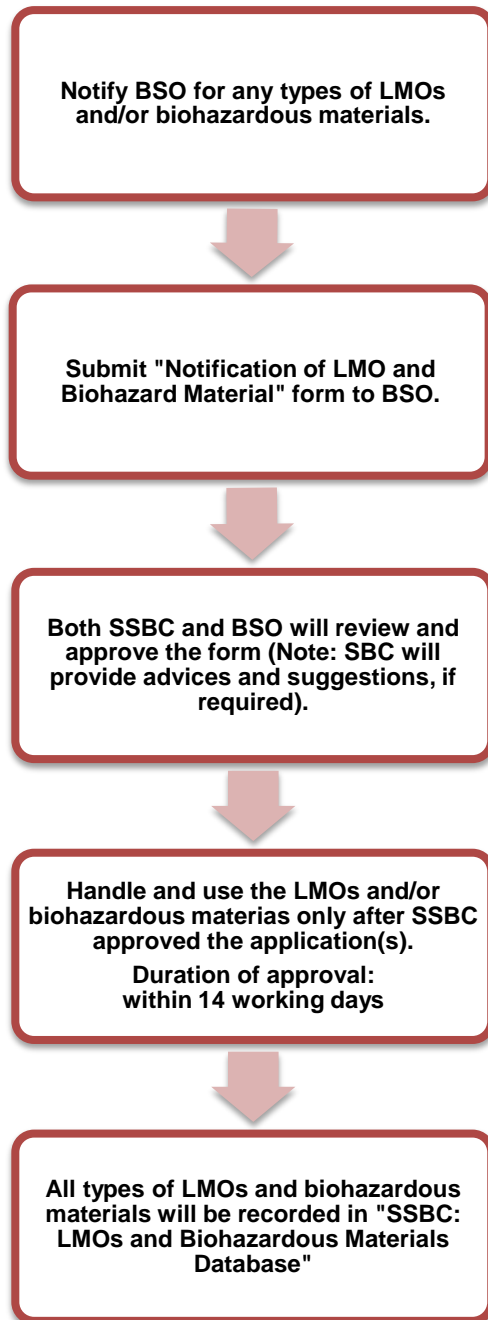 Notify BSO for any types of LMOs
and/or biohazardous materials.
Submit "Notification of LMO and
Biohazard Material" form to BSO.
Both SSBC and BSO will review and
approve the form (Note: SBC will
provide advices and suggestions, if
required).
Handle and use the LMOs and/or
biohazardous materias only after SSBC
approved the application(s).
Duration of approval:
within 14 working days
All types of LMOs and biohazardous
materials will be recorded in "SSBC:
LMOs and Biohazardous Materials
Database"